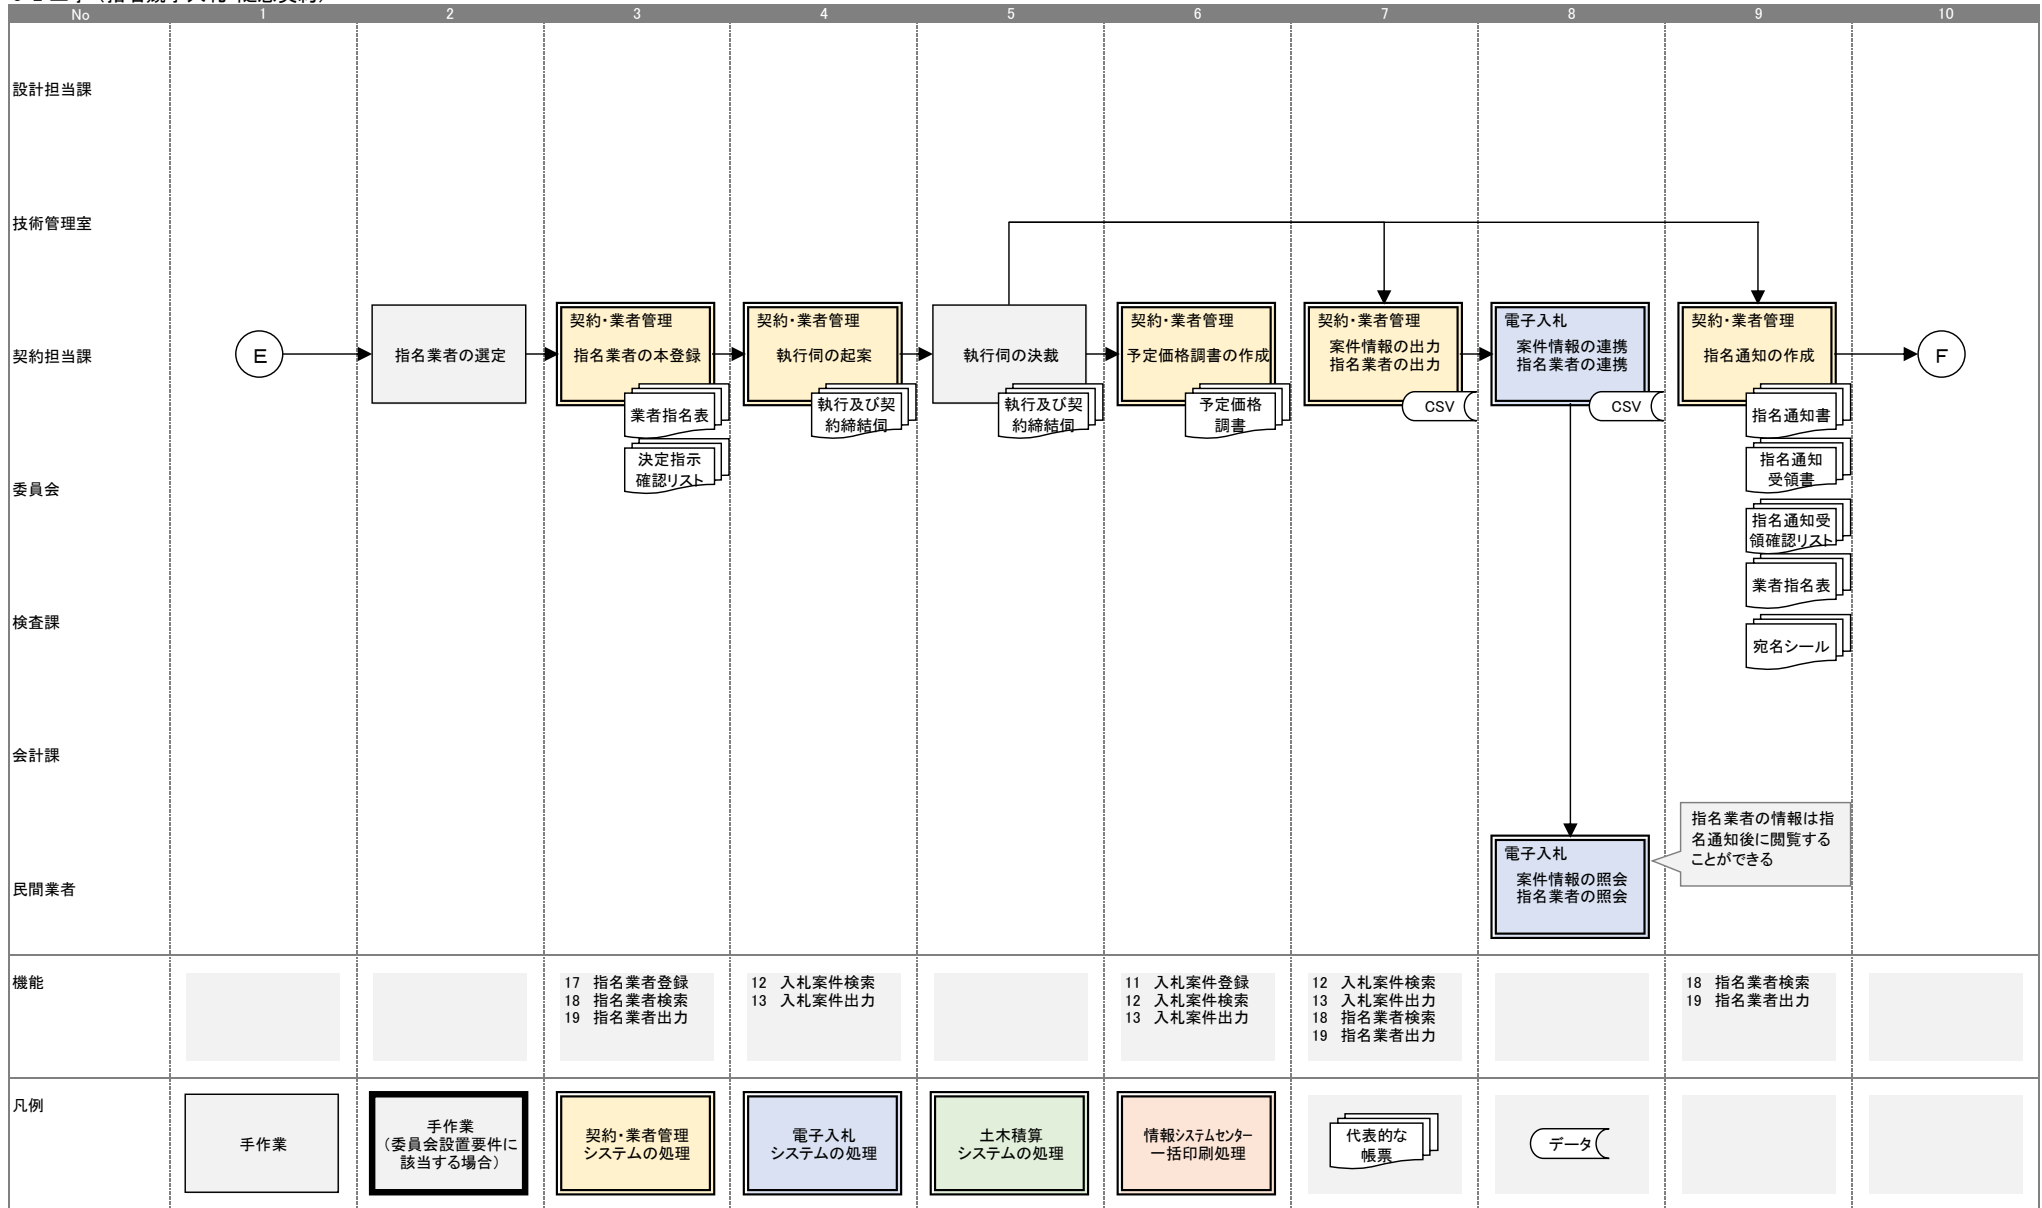 No 1 2 3 4 5 6 7 8 9 10
設計担当課
技術管理室
契約担当課
E
指名業者の選定
契約・業者管理
指名業者の本登録
業者指名表
決定指示
確認リスト
契約・業者管理
執行伺の起案
執行及び契
約締結伺
執行伺の決裁
執行及び契
約締結伺
契約・業者管理
予定価格調書の作成
予定価格
調書
契約・業者管理
案件情報の出力
指名業者の出力
CSV
電子入札
案件情報の連携
指名業者の連携
CSV
契約・業者管理
指名通知の作成
指名通知書
指名通知
受領書
指名通知受
領確認リスト
業者指名表
宛名シール
F
委員会
検査課
会計課
民間業者
電子入札
案件情報の照会
指名業者の照会
指名業者の情報は指
名通知後に閲覧する
ことができる
機能
17 指名業者登録
18 指名業者検索
19 指名業者出力
12 入札案件検索
13 入札案件出力
11 入札案件登録
12 入札案件検索
13 入札案件出力
12 入札案件検索
13 入札案件出力
18 指名業者検索
19 指名業者出力
18 指名業者検索
19 指名業者出力
凡例
手作業
手作業
（委員会設置要件に
該当する場合）
契約・業者管理
システムの処理
電子入札
システムの処理
土木積算
システムの処理
情報システムセンター
一括印刷処理
代表的な
帳票
データ